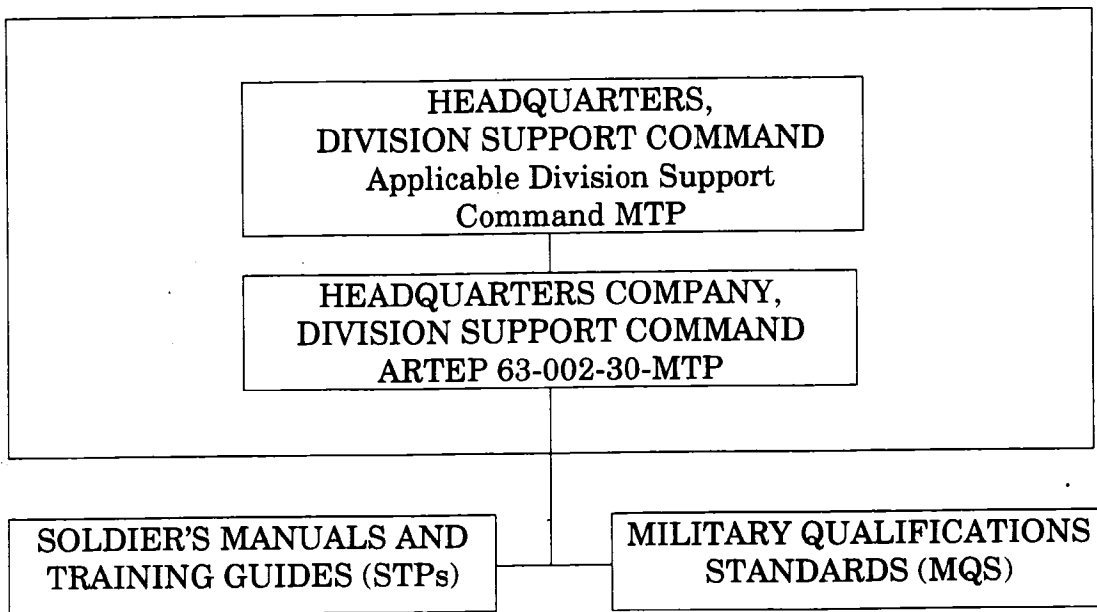 HEADQUARTERS,
DIVISION SUPPORT COMMAND
Applicable Division Support
Command MTP
HEADQUARTERS COMPANY,
DIVISION SUPPORT COMMAND
ARTEP 63-002-30-MTP
SOLDIER'S MANUALS AND
TRAINING GUIDES (STPs)
MILITARY QUALIFICATIONS
STANDARDS (MQS)